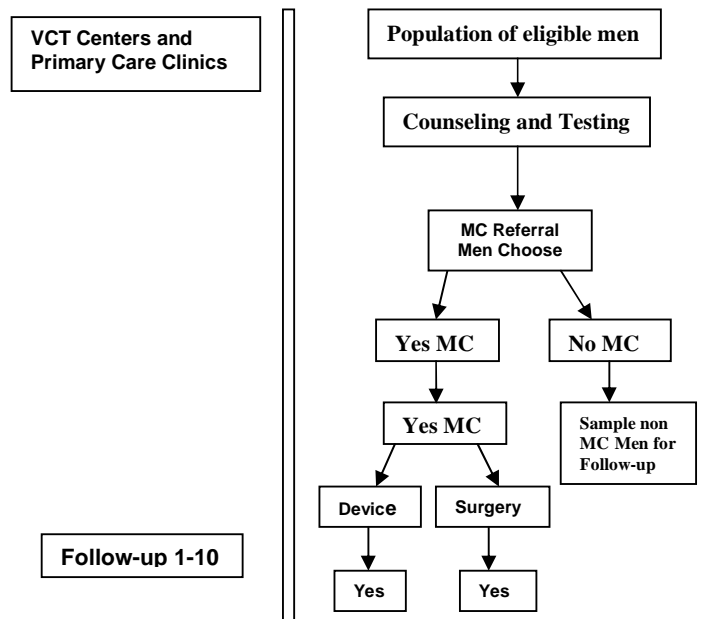 VCT Centers and
Primary Care Clinics
Population of eligible men
Counseling and Testing
MC Referral
Men Choose
Yes MC
No MC
Yes MC
Sample non
MC Men for
Follow-up
Device
Surgery
Follow-up 1-10
Yes
Yes